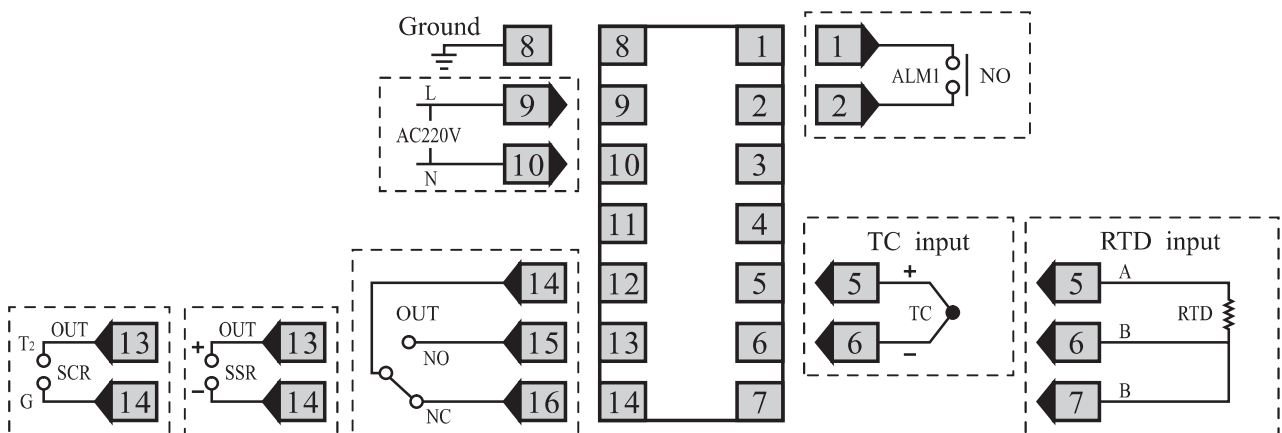 Ground 8
L 9
AC220V
N 10
8 1
9 2
10 3
11 4
12 5
13 6
14 7
1
ALM1 NO
2
TC input
5 +
TC
6 −
RTD input
5 A
RTD
6 B
7 B
14
OUT
15
NO
16
NC
OUT 13
T2
SCR
G 14
OUT 13
+
SSR
− 14